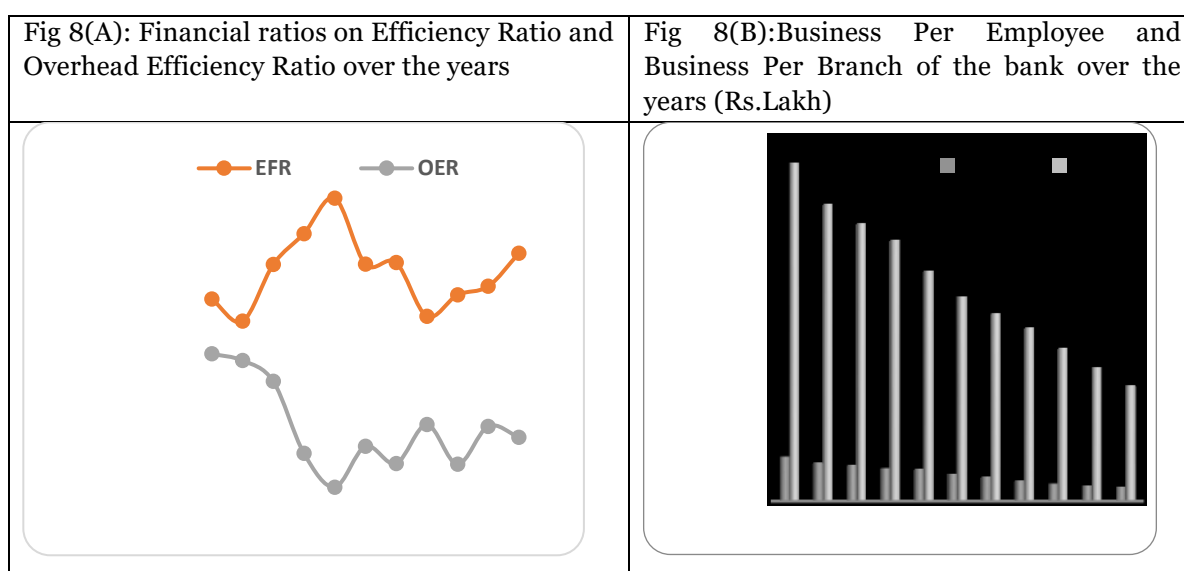 Fig 8(A): Financial ratios on Efficiency Ratio and
Overhead Efficiency Ratio over the years
Fig 8(B):Business Per Employee and
Business Per Branch of the bank over the
years (Rs.Lakh)
EFR
OER